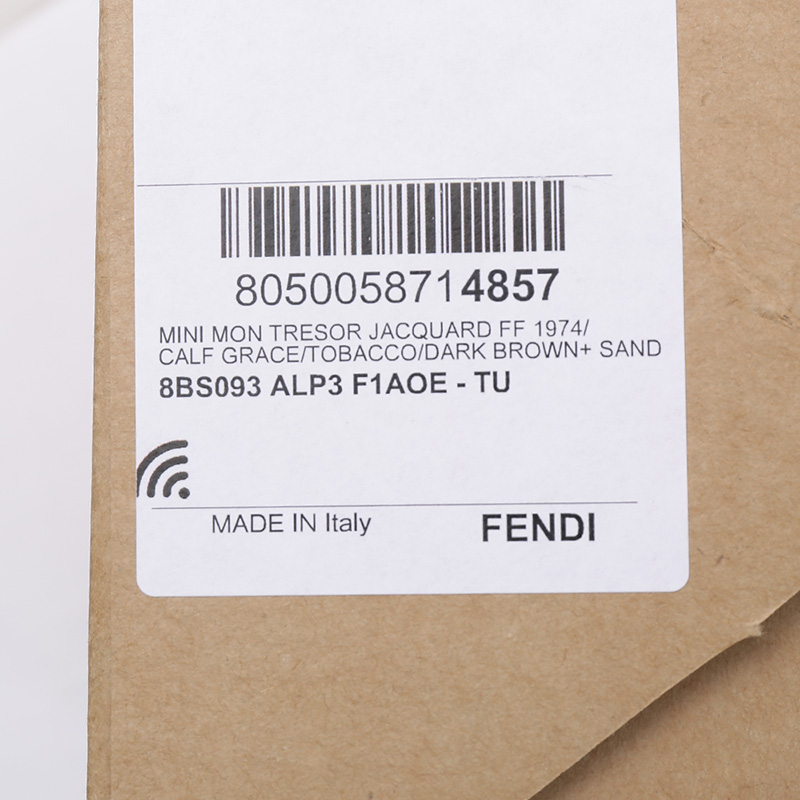 8050058714857
MINI MON TRESOR JACQUARD FF 1974/
CALF GRACE/TOBACCO/DARK BROWN+ SAND
8BS093 ALP3 F1AOE - TU
MADE IN Italy
FENDI